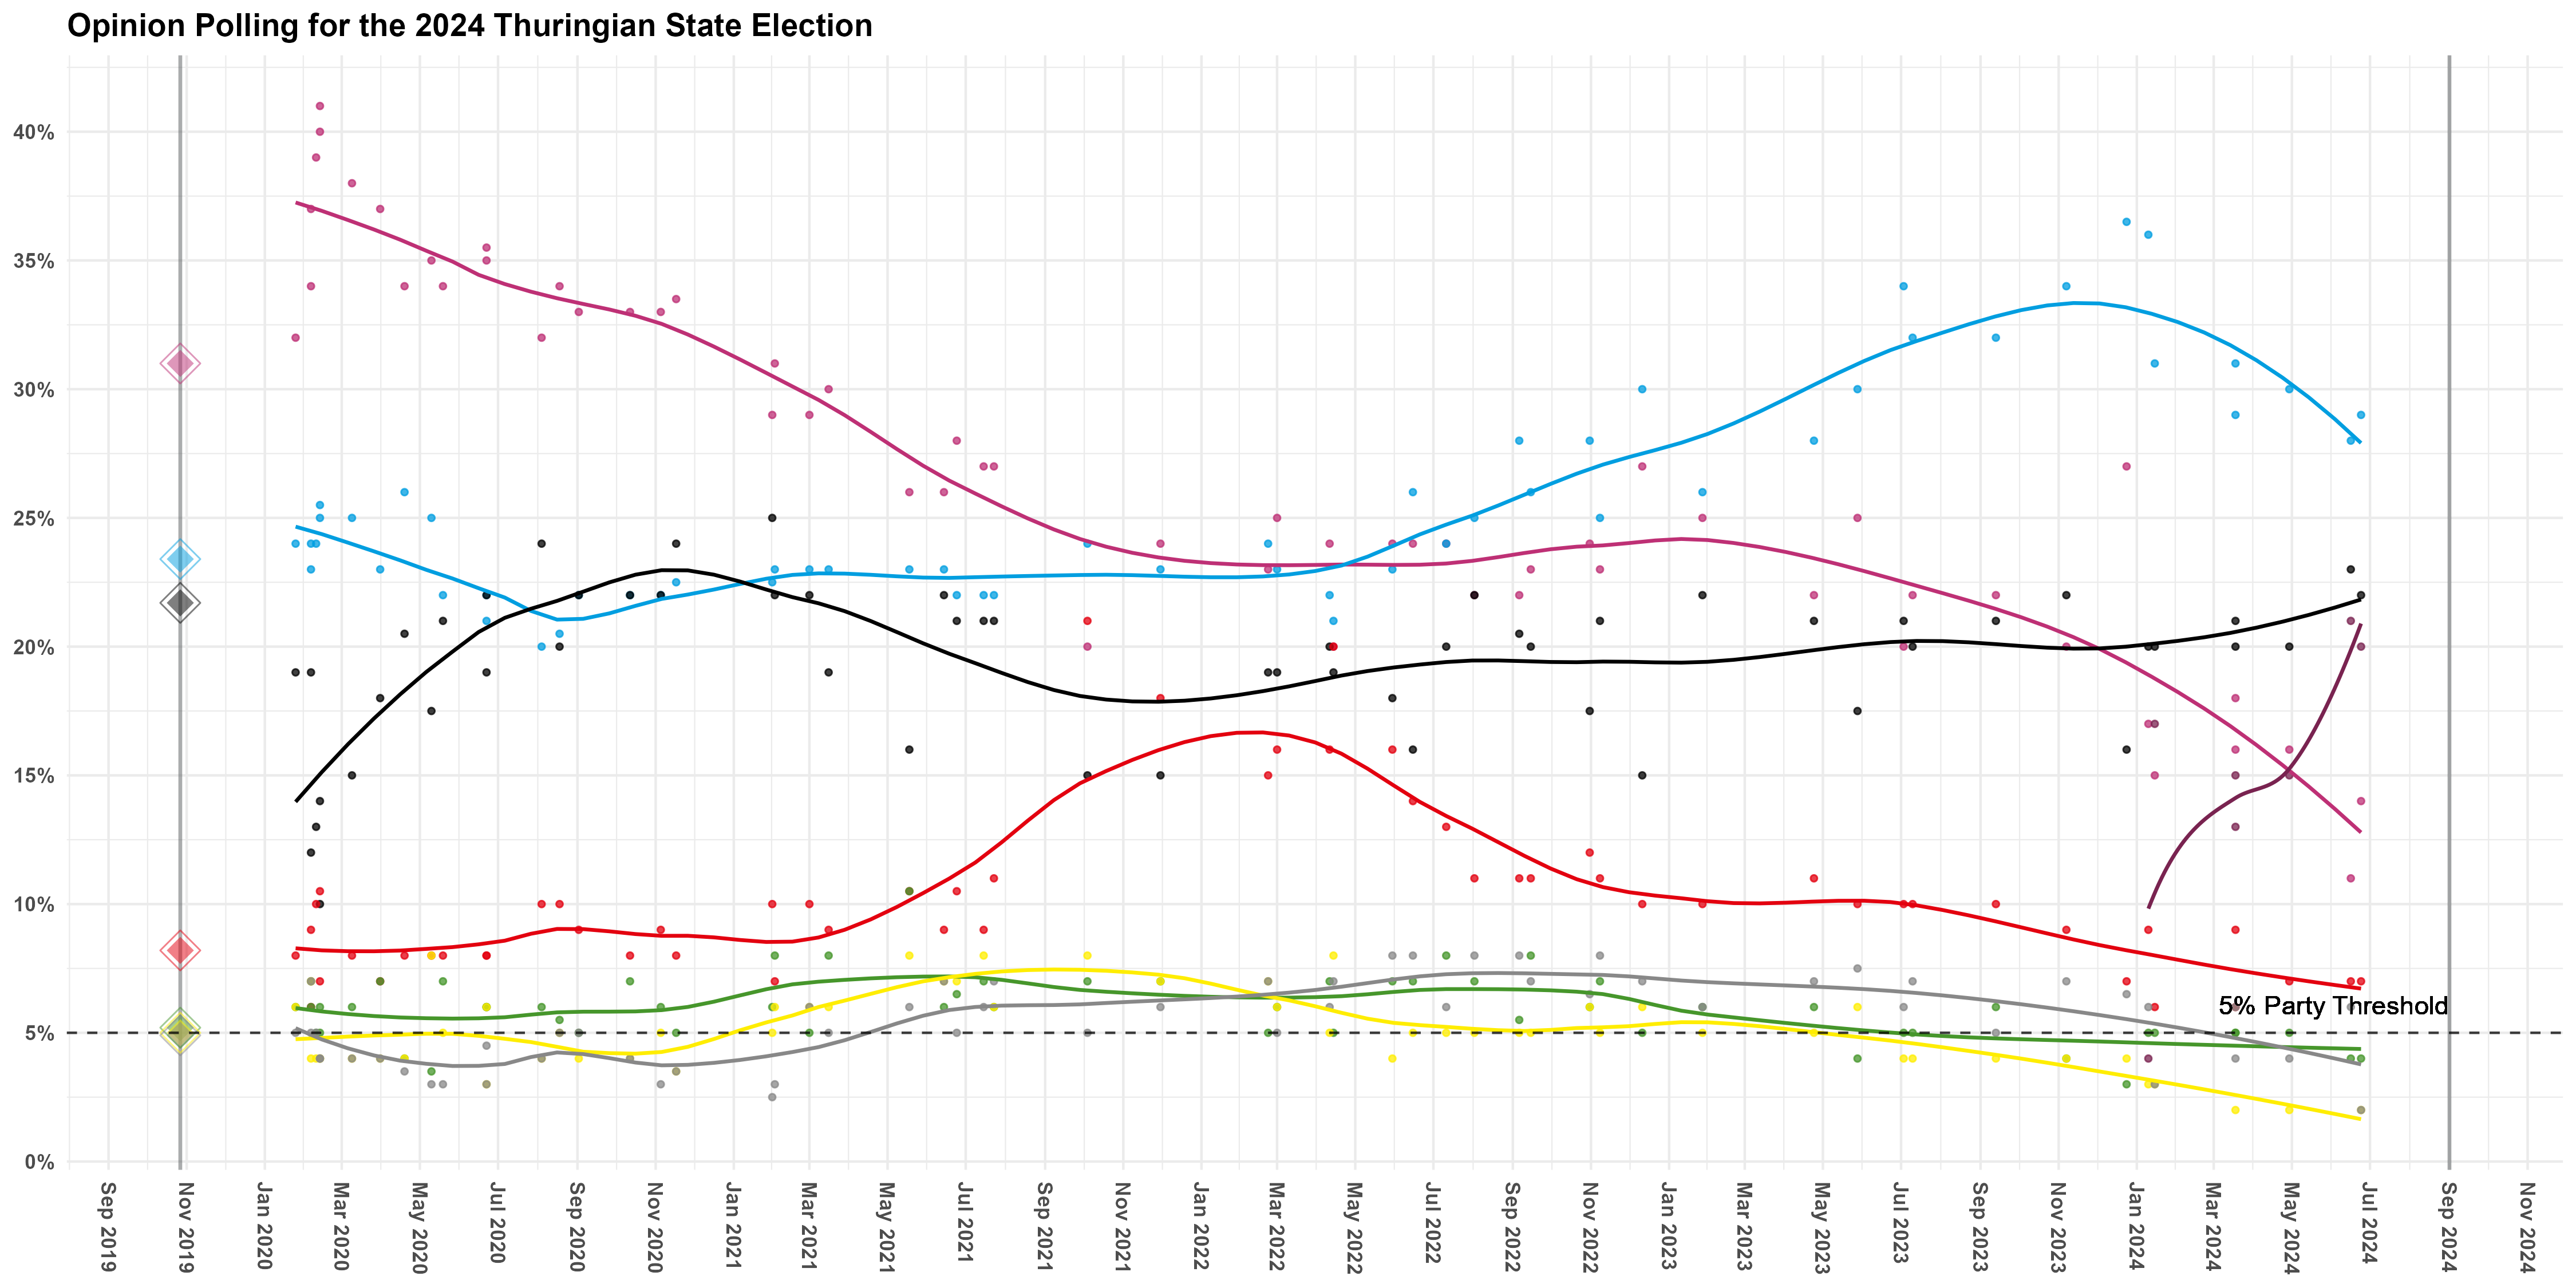 Opinion Polling for the 2024 Thuringian State Election
40%
35%
30%
25%
20%
15%
10%
5%
0%
5% Party Threshold
Sep 2019
Nov 2019
Jan 2020
Mar 2020
May 2020
Jul 2020
Sep 2020
Nov 2020
Jan 2021
Mar 2021
May 2021
Jul 2021
Sep 2021
Nov 2021
Jan 2022
Mar 2022
May 2022
Jul 2022
Sep 2022
Nov 2022
Jan 2023
Mar 2023
May 2023
Jul 2023
Sep 2023
Nov 2023
Jan 2024
Mar 2024
May 2024
Jul 2024
Sep 2024
Nov 2024